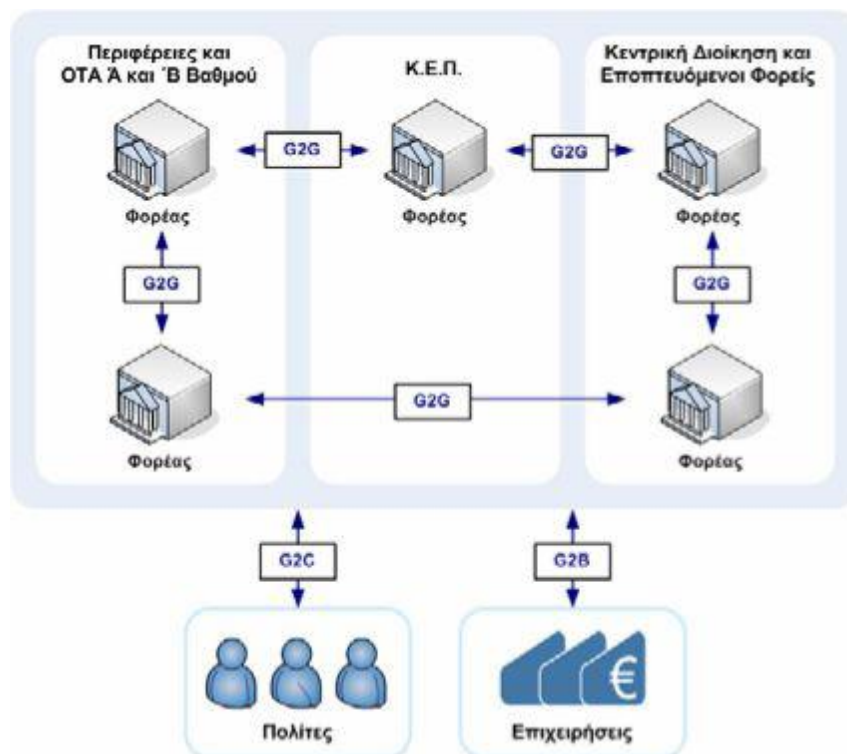 Περιφέρειες και
ΟΤΑ Ά και ΄Β Βαθμού
Κ.Ε.Π.
Κεντρική Διοίκηση και
Εποπτευόμενοι Φορείς
G2G
G2G
Φορέας
Φορέας
Φορέας
G2G
G2G
G2G
Φορέας
Φορέας
G2C
G2B
€
Πολίτες
Επιχειρήσεις